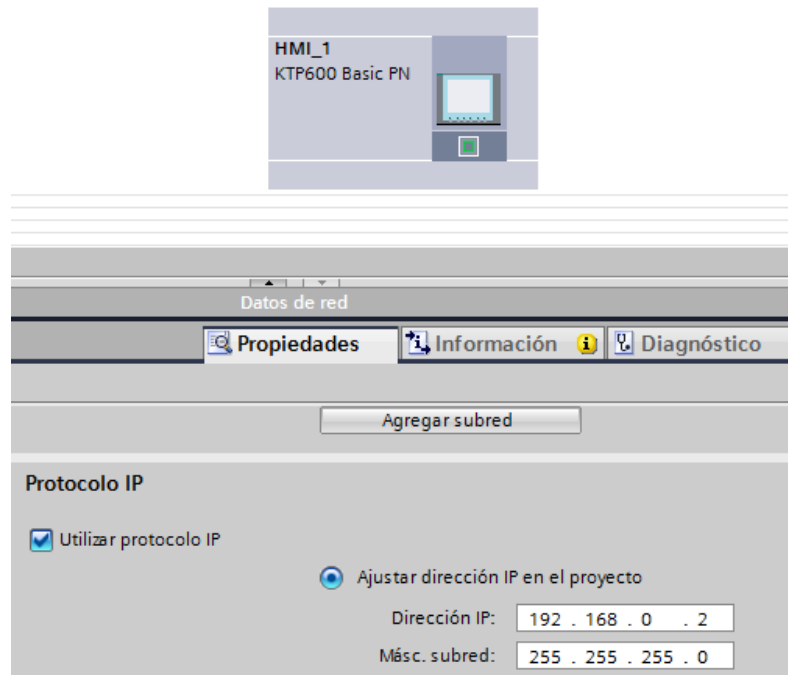 HMI_1
KTP600 Basic PN
Datos de red
Propiedades
Información
Diagnóstico
Agregar subred
Protocolo IP
Utilizar protocolo IP
Ajustar dirección IP en el proyecto
Dirección IP: 192 . 168 . 0 . 2
Másc. subred: 255 . 255 . 255 . 0